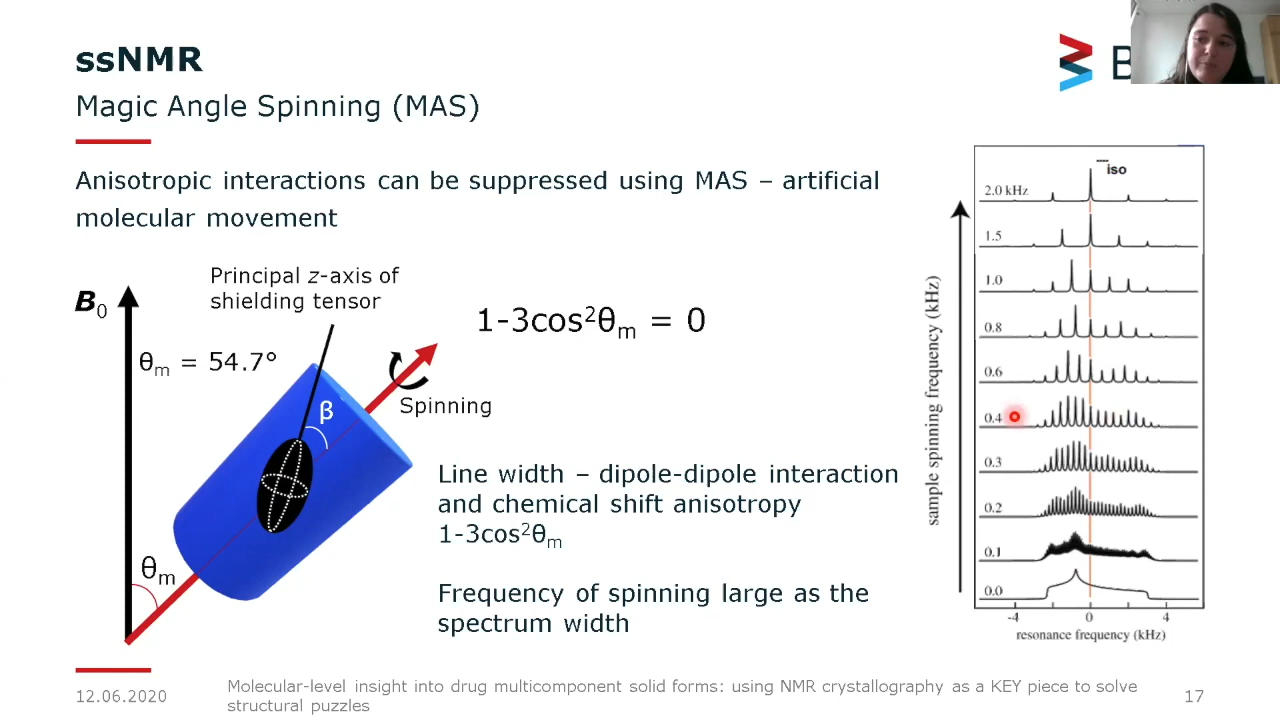 ssNMR
B
Magic Angle Spinning (MAS)
Anisotropic interactions can be suppressed using MAS – artificial
molecular movement
Principal z-axis of
shielding tensor
B₀
θₘ = 54.7°
1-3cos²θₘ = 0
β
Spinning
θₘ
Line width – dipole-dipole interaction
and chemical shift anisotropy
1-3cos²θₘ
Frequency of spinning large as the
spectrum width
sample spinning frequency (kHz)
iso
2.0 kHz
1.5
1.0
0.8
0.6
0.4
0.3
0.2
0.1
0.0
-4 0 4
resonance frequency (kHz)
12.06.2020
Molecular-level insight into drug multicomponent solid forms: using NMR crystallography as a KEY piece to solve
structural puzzles
17